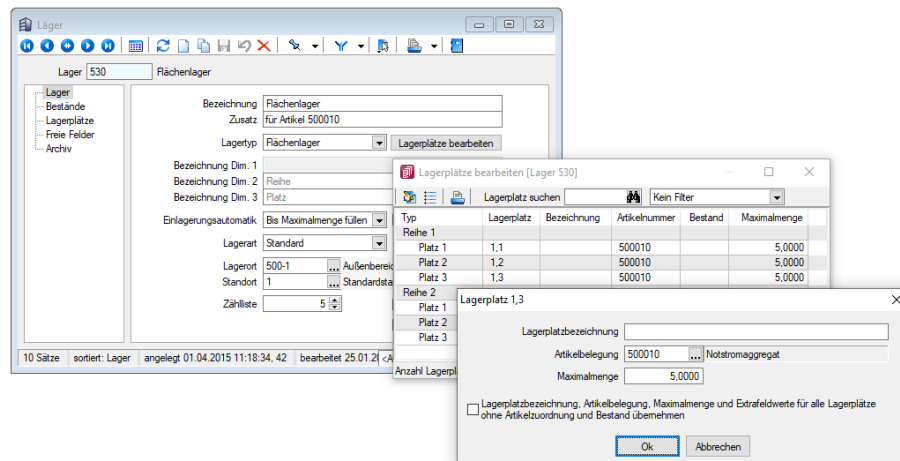 Läger
Lager 530 Flächenlager
Lager
Bestände
Lagerplätze
Freie Felder
Archiv
Bezeichnung Flächenlager
Zusatz für Artikel 500010
Lagertyp Flächenlager Lagerplätze bearbeiten
Bezeichnung Dim. 1
Bezeichnung Dim. 2 Reihe
Bezeichnung Dim. 3 Platz
Einlagerungsautomatik Bis Maximalmenge füllen
Lagerart Standard
Lagerort 500-1 ... Außenbereic
Standort 1 ... Standardsta
Zählliste 5
10 Sätze sortiert: Lager angelegt 01.04.2015 11:18:34, 42 bearbeitet 25.01.2
Lagerplätze bearbeiten [Lager 530]
Lagerplatz suchen Kein Filter
Typ Lagerplatz Bezeichnung Artikelnummer Bestand Maximalmenge
Reihe 1
Platz 1 1,1 500010 5,0000
Platz 2 1,2 500010 5,0000
Platz 3 1,3 500010 5,0000
Reihe 2
Platz 1
Platz 2
Platz 3
<A
Anzahl Lagerpl
Lagerplatz 1,3
Lagerplatzbezeichnung
Artikelbelegung 500010 ... Notstromaggregat
Maximalmenge 5,0000
Lagerplatzbezeichnung, Artikelbelegung, Maximalmenge und Extrafeldwerte für alle Lagerplätze
ohne Artikelzuordnung und Bestand übernehmen
Ok Abbrechen